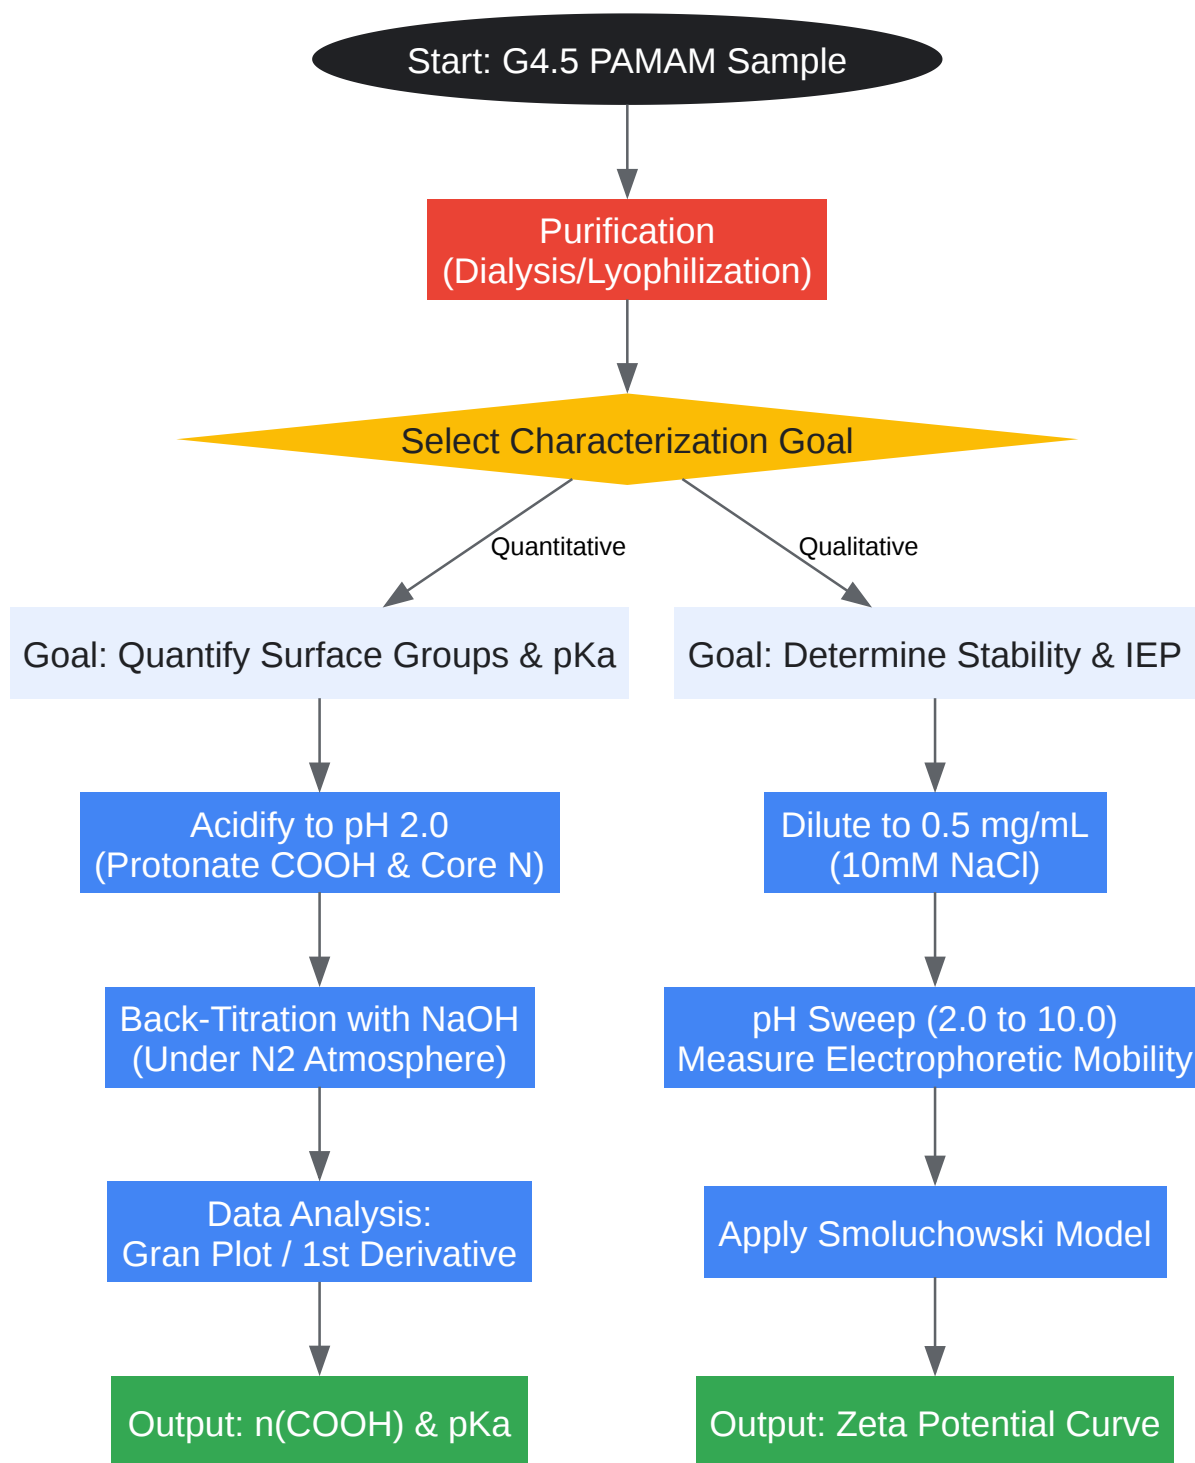 Start: G4.5 PAMAM Sample
Purification
(Dialysis/Lyophilization)
Select Characterization Goal
Quantitative
Qualitative
Goal: Quantify Surface Groups & pKa
Goal: Determine Stability & IEP
Acidify to pH 2.0
(Protonate COOH & Core N)
Dilute to 0.5 mg/mL
(10mM NaCl)
Back-Titration with NaOH
(Under N2 Atmosphere)
pH Sweep (2.0 to 10.0)
Measure Electrophoretic Mobility
Data Analysis:
Gran Plot / 1st Derivative
Apply Smoluchowski Model
Output: n(COOH) & pKa
Output: Zeta Potential Curve